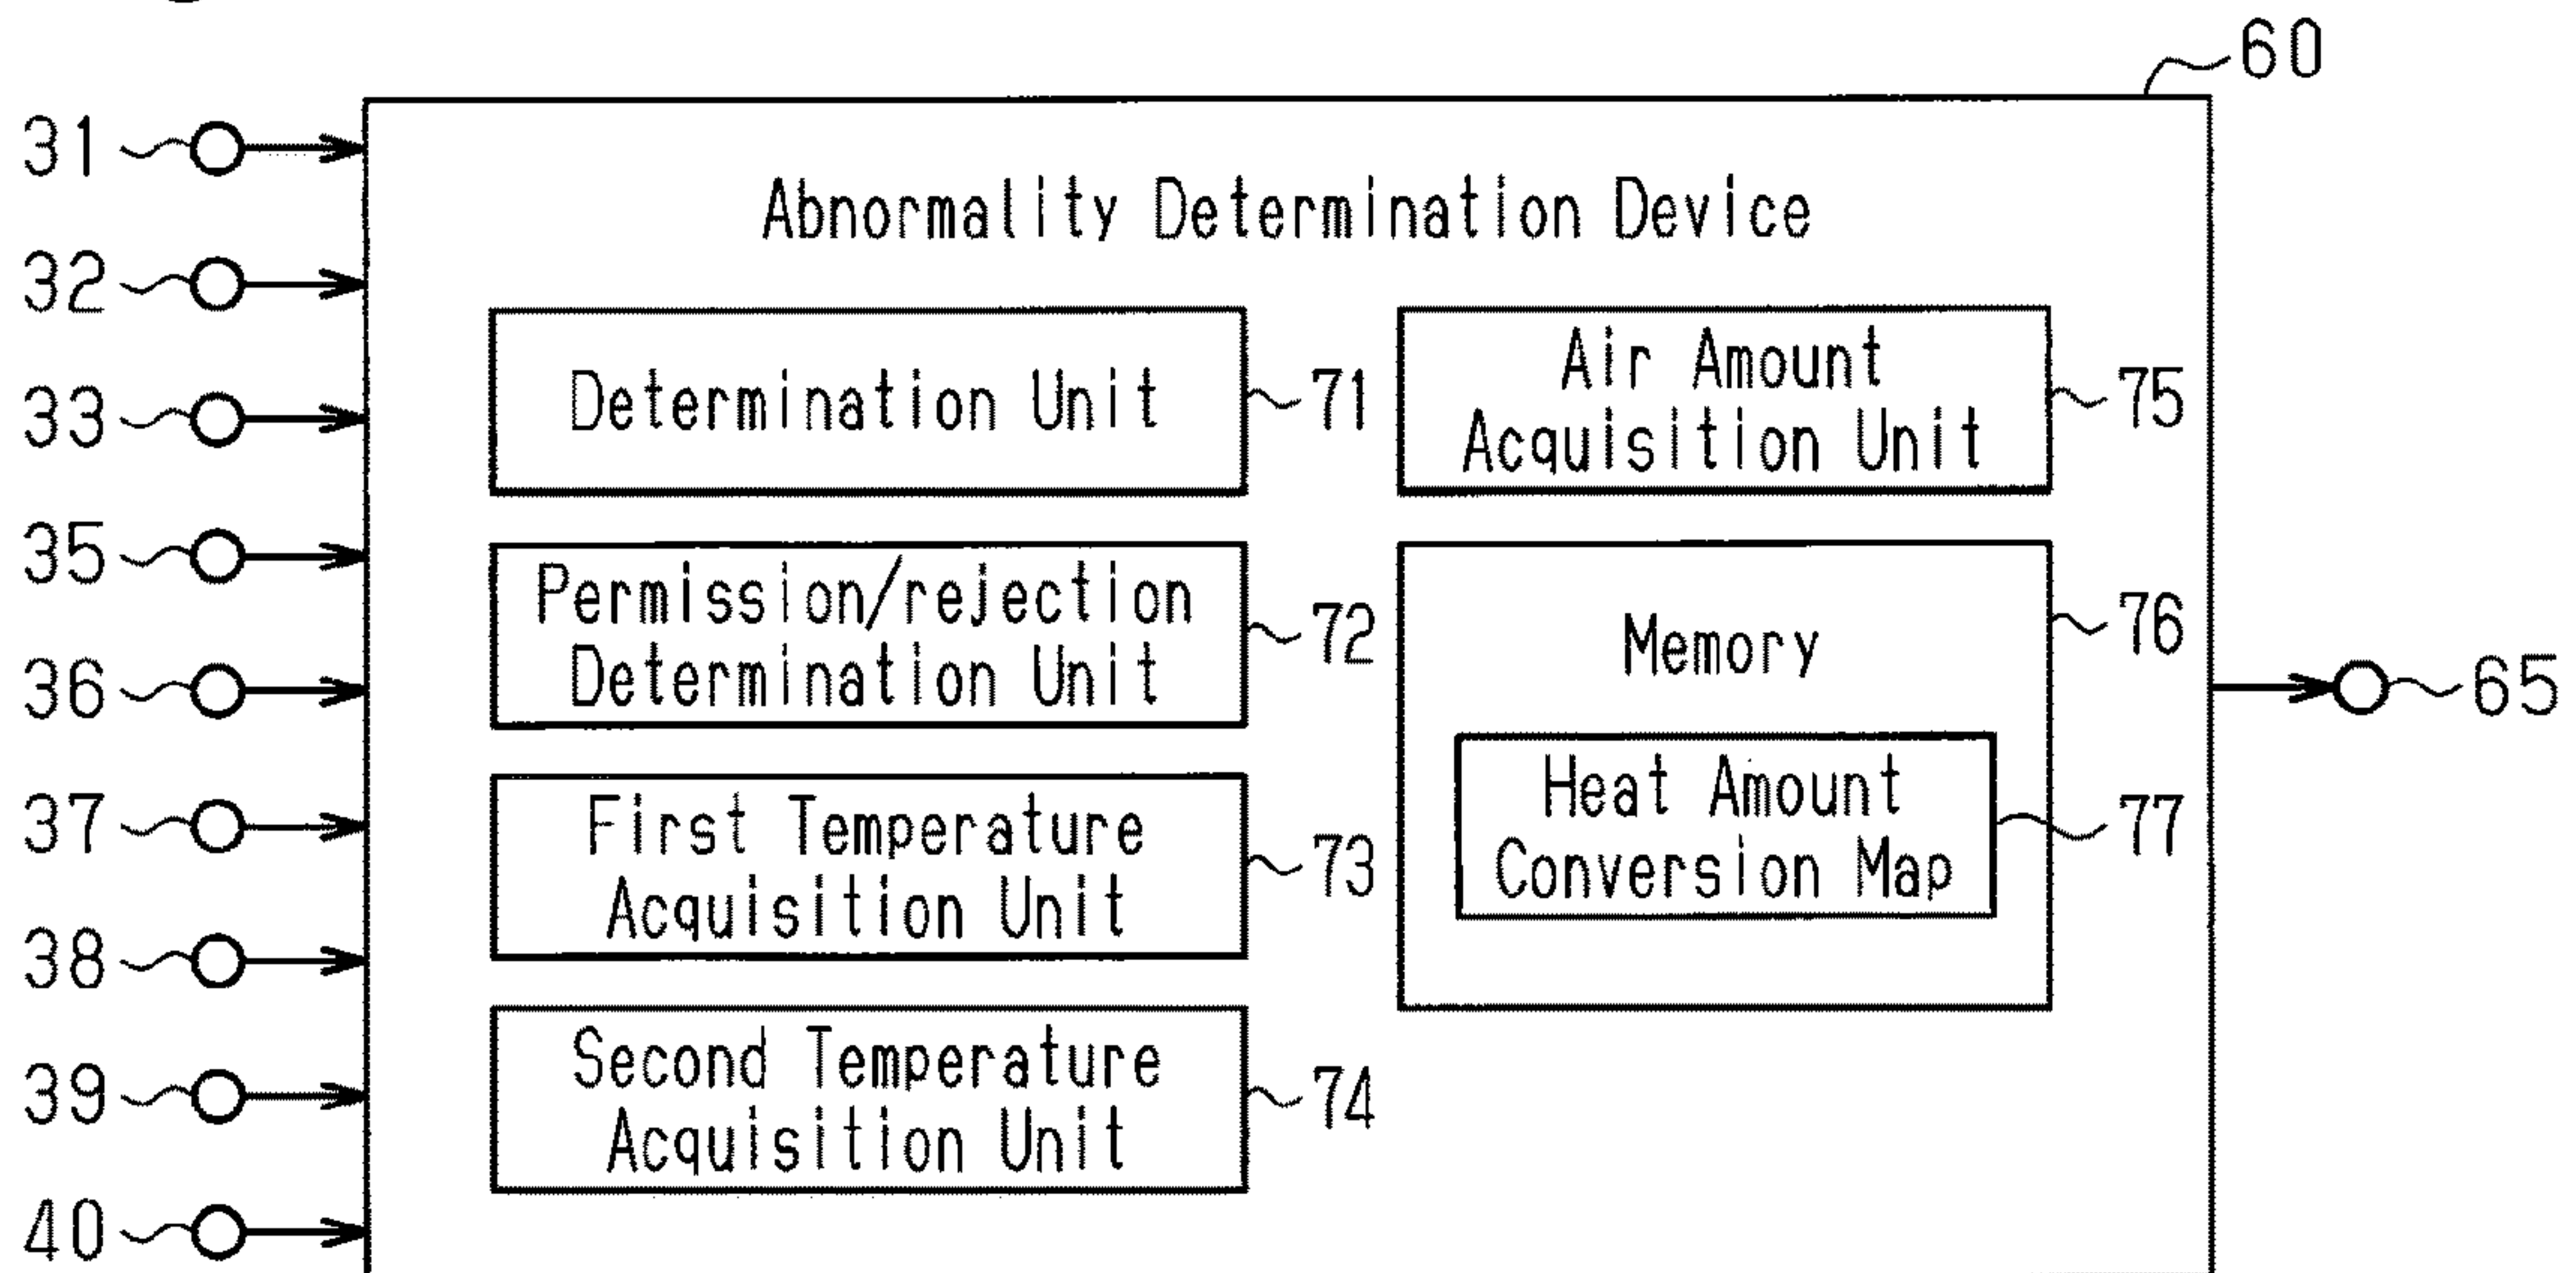 60
31
Abnormality Determination Device
32
Determination Unit
71
Air Amount
Acquisition Unit
75
33
35
Permission/rejection
Determination Unit
72
Memory
76
36
65
Heat Amount
Conversion Map
77
37
First Temperature
Acquisition Unit
73
38
Second Temperature
Acquisition Unit
74
39
40